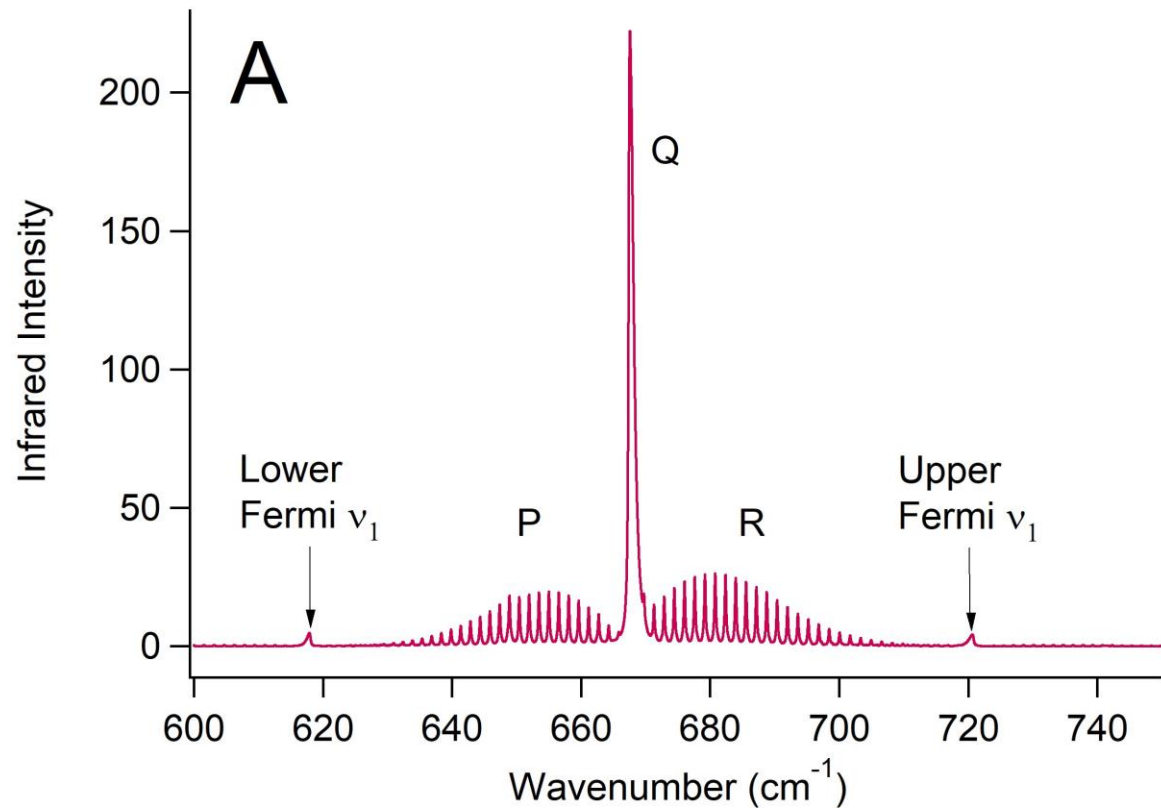 A
200
150
100
50
0
Infrared Intensity
Q
P
R
Lower
Fermi ν₁
Upper
Fermi ν₁
600 620 640 660 680 700 720 740
Wavenumber (cm⁻¹)